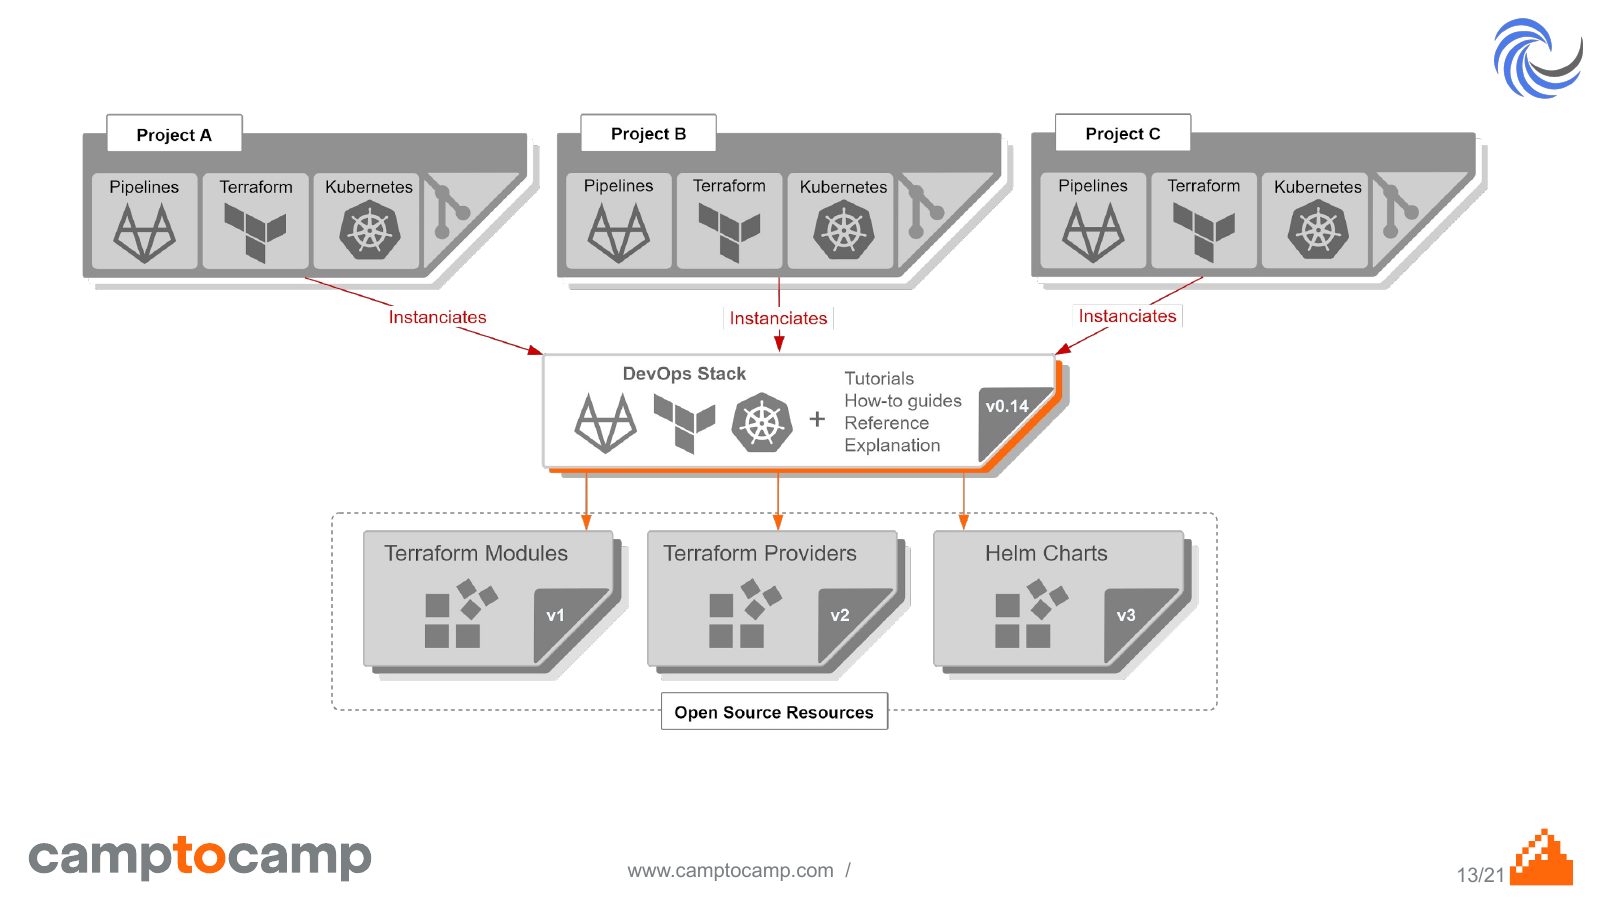 Project A
Pipelines
Terraform
Kubernetes
Project B
Pipelines
Terraform
Kubernetes
Project C
Pipelines
Terraform
Kubernetes
Instanciates
Instanciates
Instanciates
DevOps Stack
+
Tutorials
How-to guides
Reference
Explanation
v0.14
Terraform Modules
v1
Terraform Providers
v2
Helm Charts
v3
Open Source Resources
camptocamp
www.camptocamp.com /
13/21